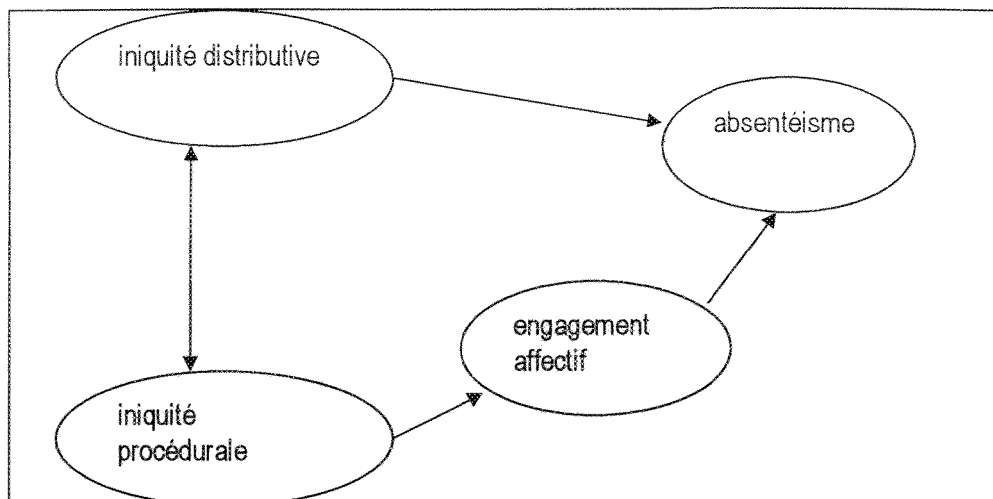 iniquité distributive
absentéisme
engagement
affectif
iniquité
procédurale